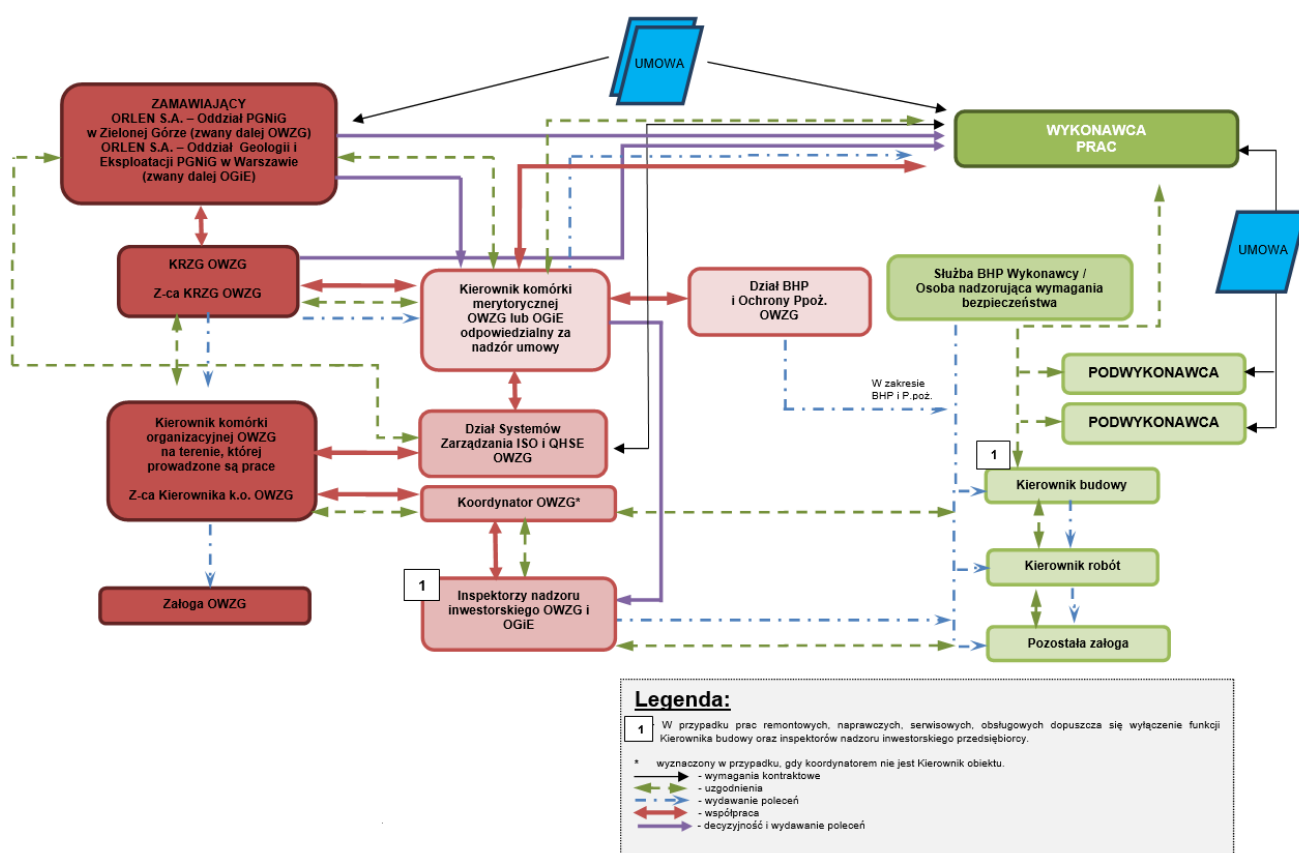 UMOWA
ZAMAWIAJĄCY
ORLEN S.A. – Oddział PGNiG
w Zielonej Górze (zwany dalej OWZG)
ORLEN S.A. – Oddział Geologii i
Eksploatacji PGNiG w Warszawie
(zwany dalej OGiE)
WYKONAWCA
PRAC
UMOWA
KRZG OWZG
Z-ca KRZG OWZG
Kierownik komórki
merytorycznej
OWZG lub OGiE
odpowiedzialny za
nadzór umowy
Dział BHP
i Ochrony Ppoż.
OWZG
Służba BHP Wykonawcy /
Osoba nadzorująca wymagania
bezpieczeństwa
W zakresie
BHP i P.poż.
PODWYKONAWCA
PODWYKONAWCA
Kierownik komórki
organizacyjnej OWZG
na terenie, której
prowadzone są prace
Z-ca Kierownika k.o. OWZG
Dział Systemów
Zarządzania ISO i QHSE
OWZG
Koordynator OWZG*
1
Kierownik budowy
Kierownik robót
Pozostała załoga
1
Inspektorzy nadzoru
inwestorskiego OWZG i
OGiE
Załoga OWZG
Legenda:
1 - W przypadku prac remontowych, naprawczych, serwisowych, obsługowych dopuszcza się wyłączenie funkcji
Kierownika budowy oraz inspektorów nadzoru inwestorskiego przedsiębiorcy.
* wyznaczony w przypadku, gdy koordynatorem nie jest Kierownik obiektu.
- wymagania kontraktowe
- uzgodnienia
- wydawanie poleceń
- współpraca
- decyzyjność i wydawanie poleceń